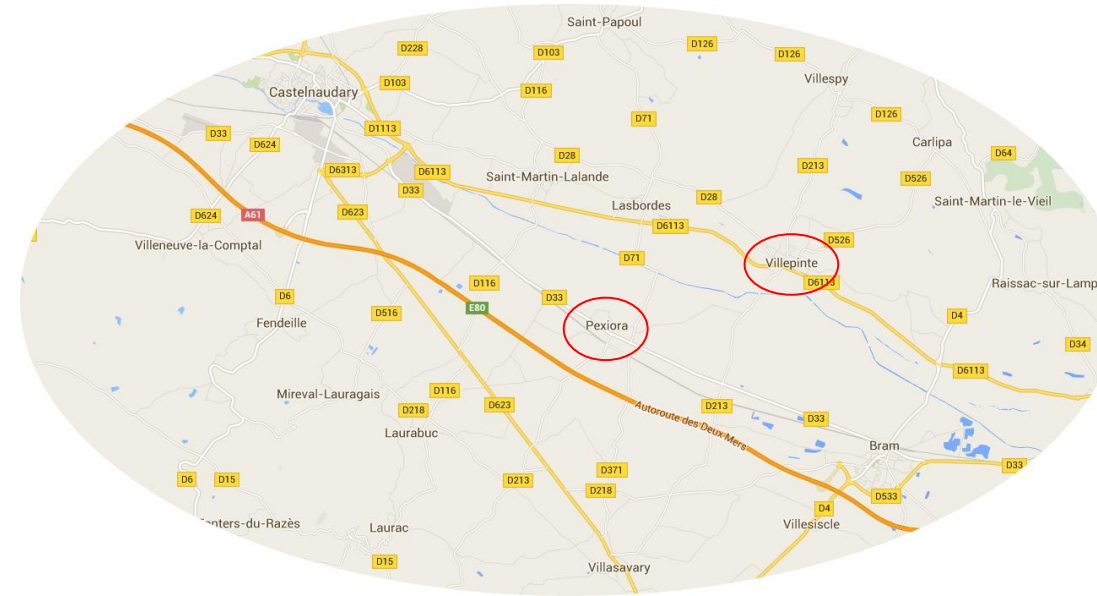 Saint-Papoul
D228
D103
D126
D126
Villespy
D103
Castelnaudary
D116
D126
D71
D1113
D33
D624
Carlipa
D64
D28
D213
D6313
D6113
Saint-Martin-Lalande
D526
D33
D28
Saint-Martin-le-Vieil
Lasbordes
D624
A61
D623
D6113
Villeneuve-la-Comptal
D526
D71
Villepinte
D116
D6113
Raissac-sur-Lamp
D6
D33
E80
D516
D4
Fendeille
Pexiora
D34
D6113
Mireval-Lauragais
D116
D218
D623
Autoroute des Deux Mers
D213
D33
Laurabuc
Bram
D33
D371
D6
D15
D213
D218
D533
D4
enters-du-Razès
Laurac
Villesiscle
D15
Villasavary